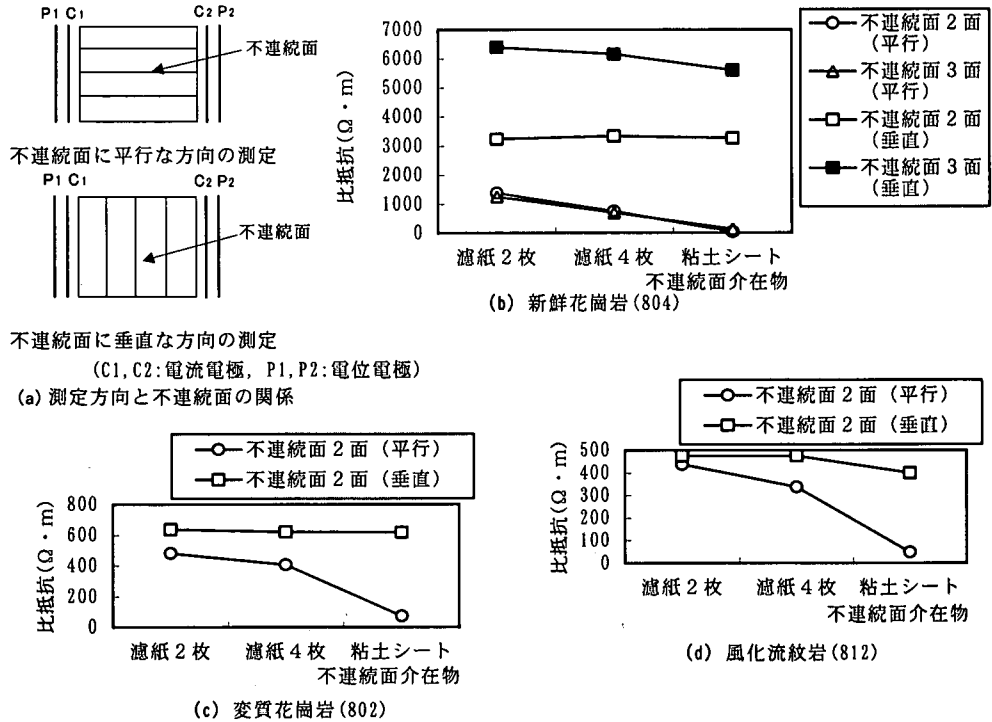 P1 C1 C2 P2
不連続面
不連続面に平行な方向の測定
P1 C1 C2 P2
不連続面
不連続面に垂直な方向の測定
(C1,C2:電流電極, P1,P2:電位電極)
(a) 測定方向と不連続面の関係
比抵抗(Ω・m)
7000
6000
5000
4000
3000
2000
1000
0
濾紙2枚 濾紙4枚 粘土シート
不連続面介在物
(b) 新鮮花崗岩(804)
不連続面2面
(平行)
不連続面3面
(平行)
不連続面2面
(垂直)
不連続面3面
(垂直)
不連続面2面(平行)
不連続面2面(垂直)
比抵抗(Ω・m)
800
600
400
200
0
濾紙2枚 濾紙4枚 粘土シート
不連続面介在物
(c) 変質花崗岩(802)
不連続面2面(平行)
不連続面2面(垂直)
比抵抗(Ω・m)
500
400
300
200
100
0
濾紙2枚 濾紙4枚 粘土シート
不連続面介在物
(d) 風化流紋岩(812)